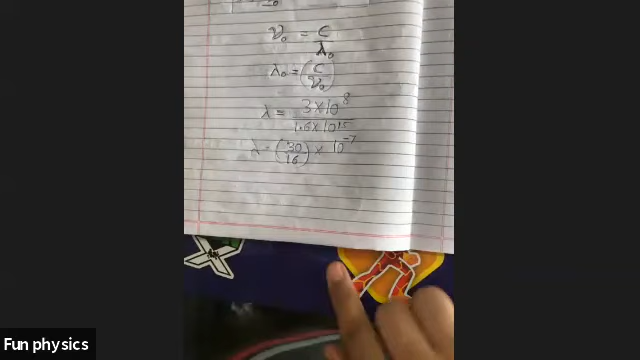 ν₀ = c/λ₀
λ₀ = (c/ν₀)
λ = 3×10⁸/1.6×10¹⁵
λ = (30/16) × 10⁻⁷
Fun physics